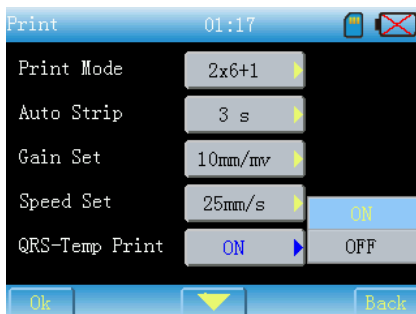 Print 01:17
Print Mode 2x6+1
Auto Strip 3 s
Gain Set 10mm/mv
Speed Set 25mm/s
ON
QRS-Temp Print ON OFF
Ok Back